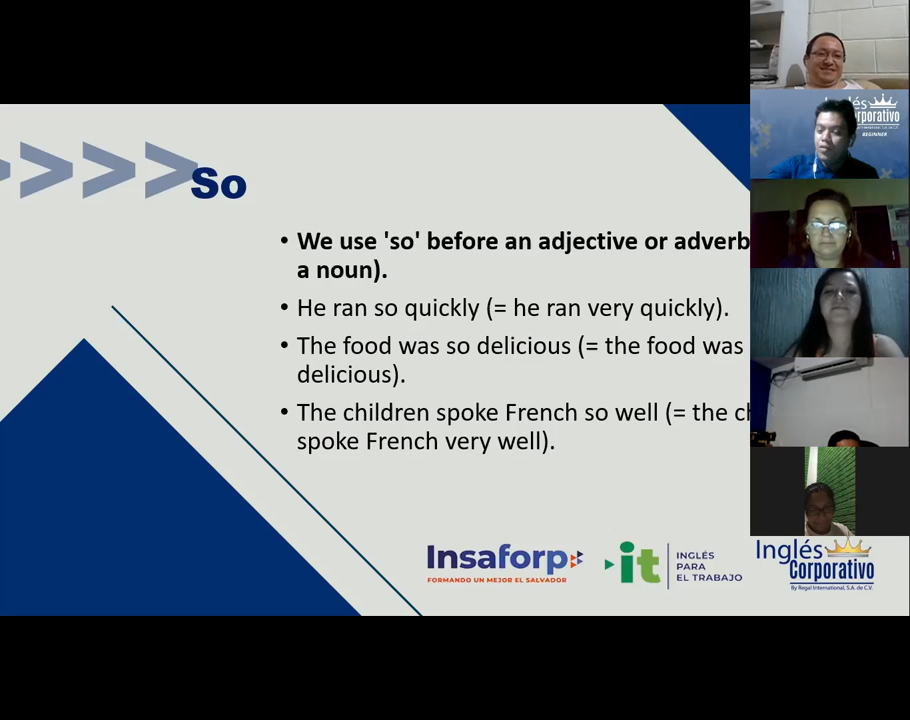 >>>> So
• We use 'so' before an adjective or adverb
a noun).
• He ran so quickly (= he ran very quickly).
• The food was so delicious (= the food was
delicious).
• The children spoke French so well (= the ch
spoke French very well).
Insaforp
FORMANDO UN MEJOR EL SALVADOR
it
INGLÉS
PARA
EL TRABAJO
Inglés
Corporativo
By Regal International, S.A. de C.V.
glés
orporativo
BEGINNER